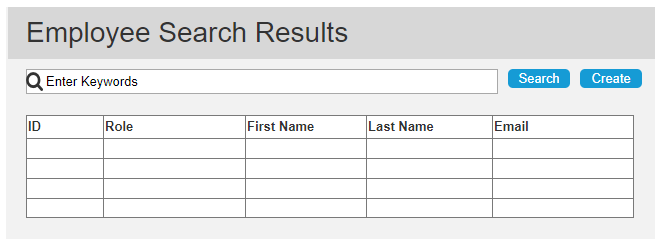 Employee Search Results
Enter Keywords
Search
Create
ID Role First Name Last Name Email